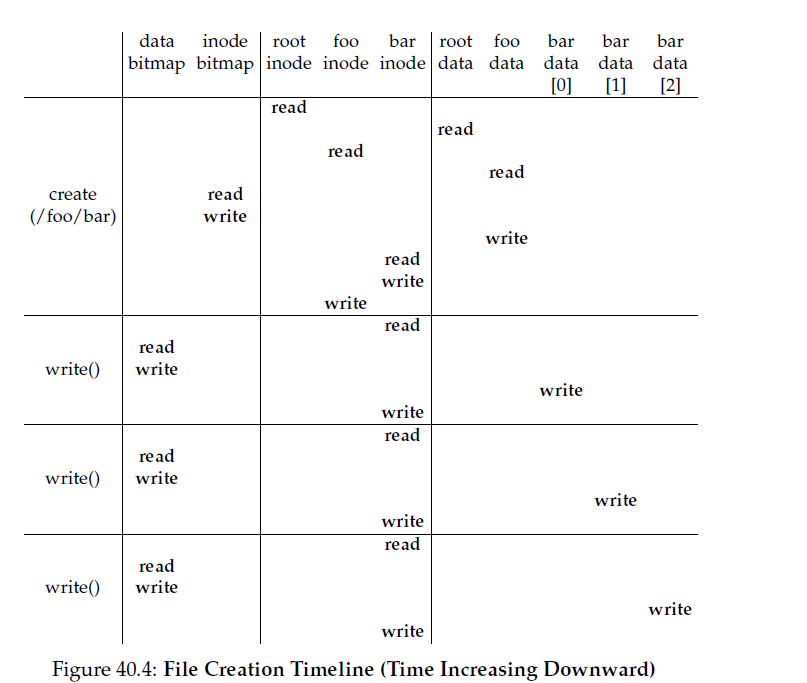 data inode root foo bar root foo bar bar bar
bitmap bitmap inode inode inode data data data data data
[0] [1] [2]
read
read
read
read
create read
(/foo/bar) write
write
read
write
write
read
read
write() write
write
write
read
read
write() write
write
write
read
read
write() write
write
write
Figure 40.4: File Creation Timeline (Time Increasing Downward)